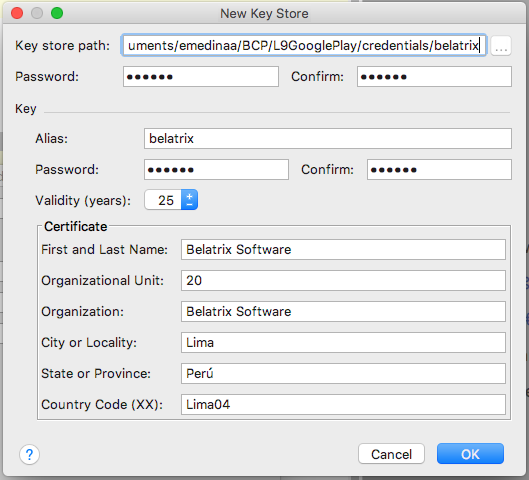 New Key Store
Key store path: uments/emedinaa/BCP/L9GooglePlay/credentials/belatrix ...
Password: •••••• Confirm: ••••••
Key
Alias: belatrix
Password: •••••• Confirm: ••••••
Validity (years): 25 + −
Certificate
First and Last Name: Belatrix Software
Organizational Unit: 20
Organization: Belatrix Software
City or Locality: Lima
State or Province: Perú
Country Code (XX): Lima04
? Cancel OK